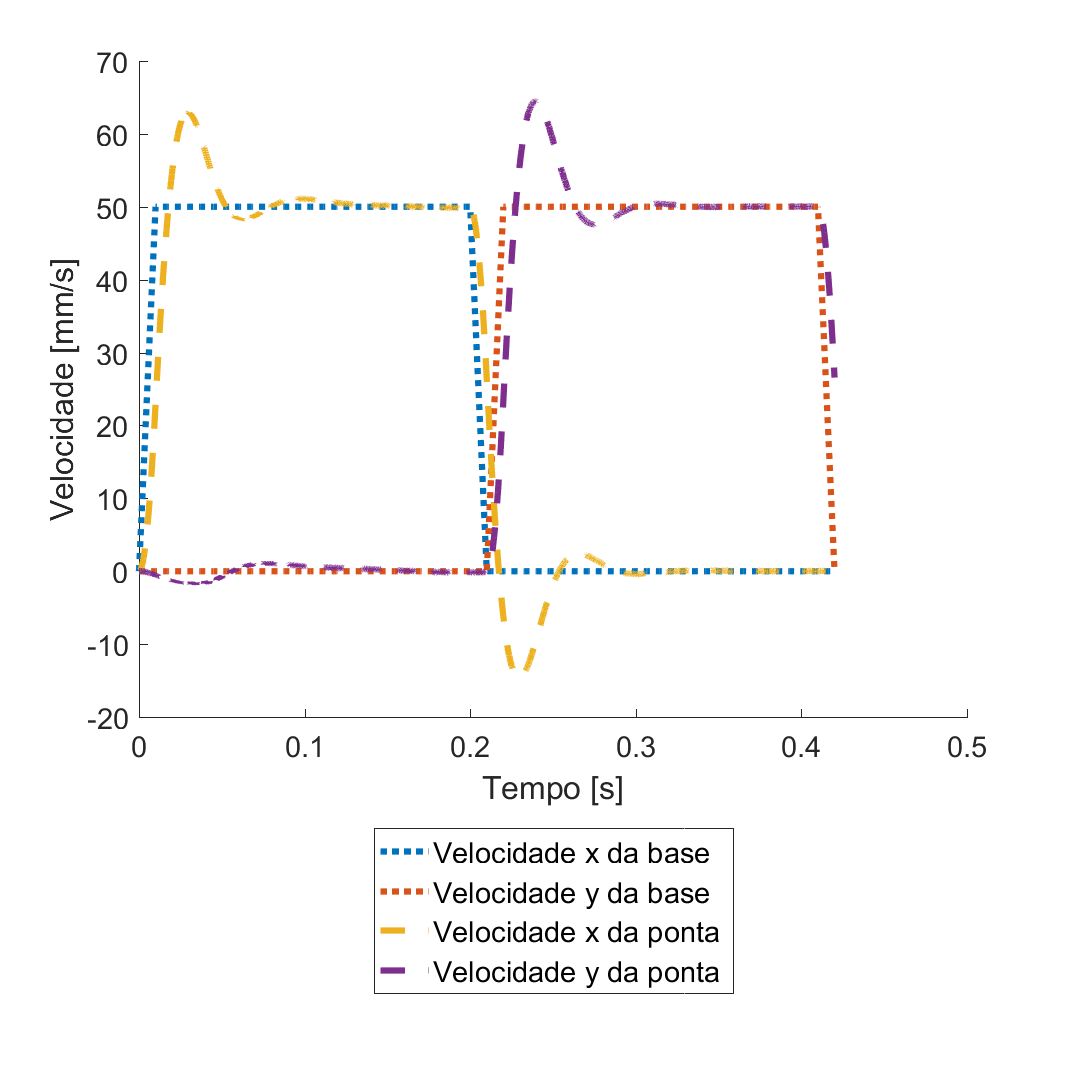 70
60
50
40
30
20
10
0
-10
-20
Velocidade [mm/s]
0 0.1 0.2 0.3 0.4 0.5
Tempo [s]
Velocidade x da base
Velocidade y da base
Velocidade x da ponta
Velocidade y da ponta